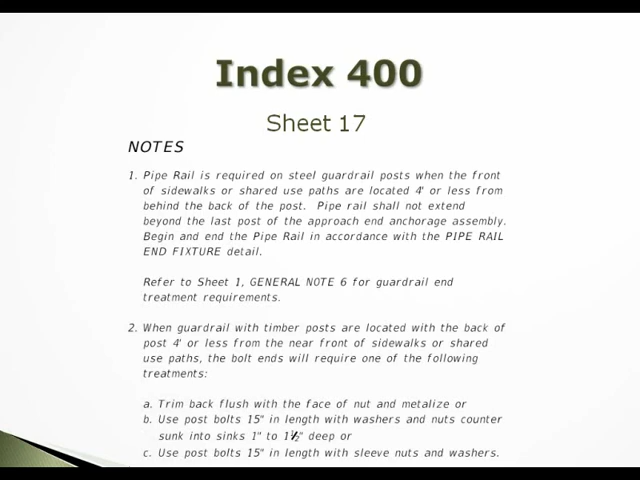 Index 400
Sheet 17
NOTES
1. Pipe Rail is required on steel guardrail posts when the front
of sidewalks or shared use paths are located 4' or less from
behind the back of the post. Pipe rail shall not extend
beyond the last post of the approach end anchorage assembly.
Begin and end the Pipe Rail in accordance with the PIPE RAIL
END FIXTURE detail.
Refer to Sheet 1, GENERAL NOTE 6 for guardrail end
treatment requirements.
2. When guardrail with timber posts are located with the back of
post 4' or less from the near front of sidewalks or shared
use paths, the bolt ends will require one of the following
treatments:
a. Trim back flush with the face of nut and metalize or
b. Use post bolts 15" in length with washers and nuts counter
sunk into sinks 1" to 1½" deep or
c. Use post bolts 15" in length with sleeve nuts and washers.